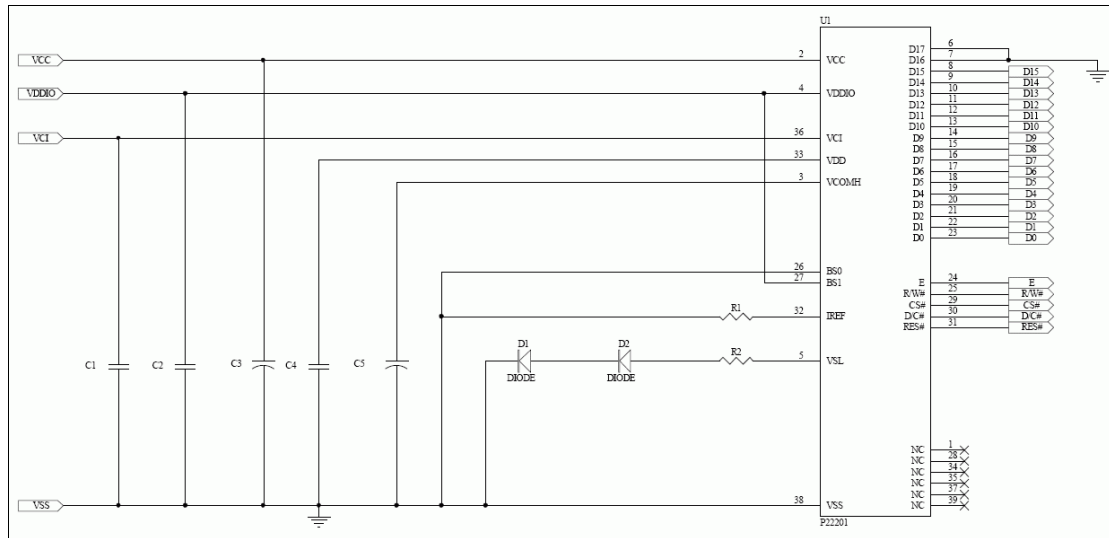 U1
VCC 2 VCC
VDDIO 4 VDDIO
VCI 36 VCI
33 VDD
3 VCOMH
26 BS0
27 BS1
R1 32 IREF
D1 DIODE
D2 DIODE
R2 5 VSL
C1 C2 C3 C4 C5
VSS 38 VSS
D17 6
D16 7
D15 8 D15
D14 9 D14
D13 10 D13
D12 11 D12
D11 12 D11
D10 13 D10
D9 14 D9
D8 15 D8
D7 16 D7
D6 17 D6
D5 18 D5
D4 19 D4
D3 20 D3
D2 21 D2
D1 22 D1
D0 23 D0
E 24 E
R/W# 25 R/W#
CS# 29 CS#
D/C# 30 D/C#
RES# 31 RES#
NC 1
NC 28
NC 34
NC 35
NC 37
NC 39
P22201